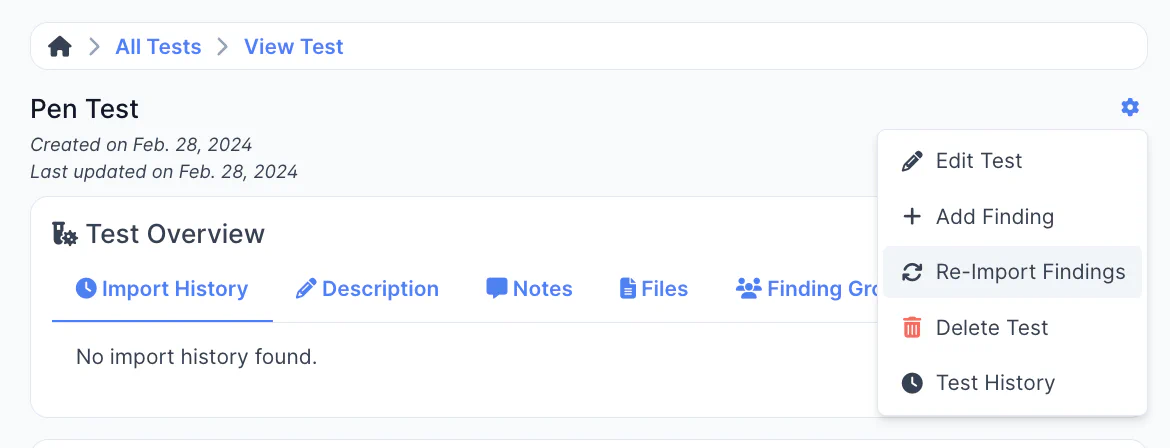 All Tests
View Test
Pen Test
Created on Feb. 28, 2024
Last updated on Feb. 28, 2024
Edit Test
Add Finding
Re-Import Findings
Delete Test
Test History
Test Overview
Import History
Description
Notes
Files
Finding Gro
No import history found.